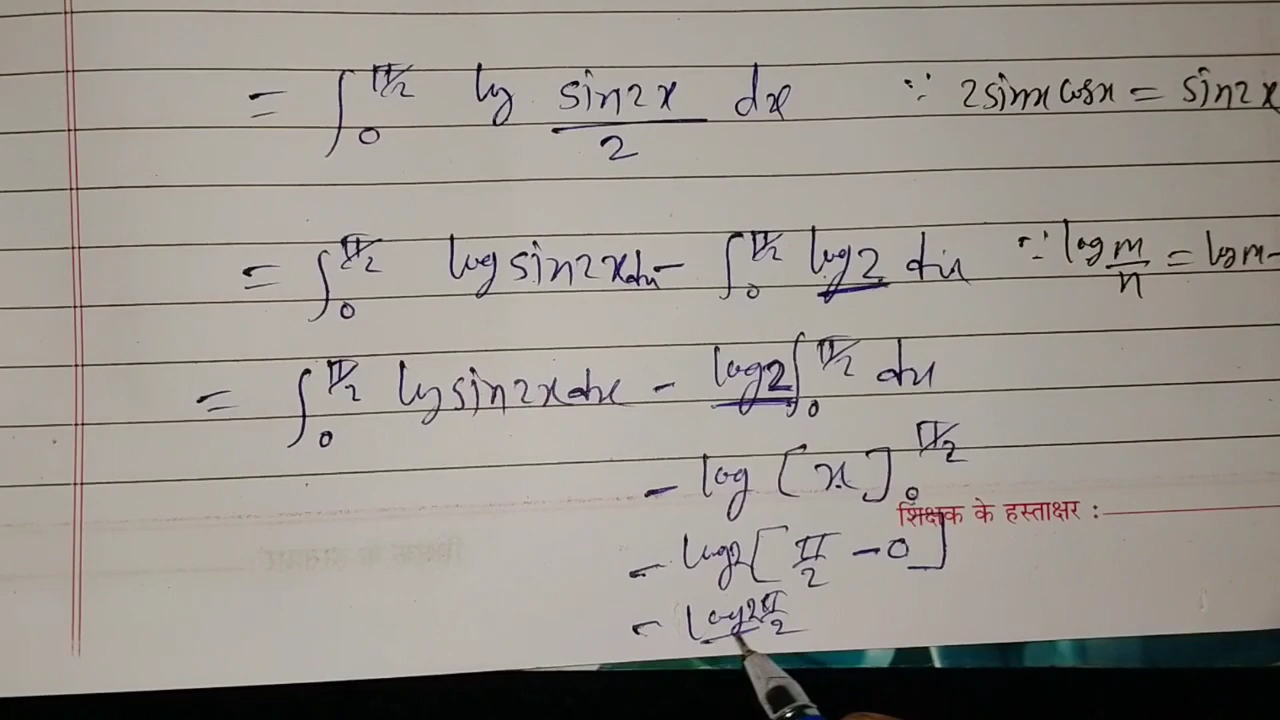 = ∫₀^π/2 log sin2x/2 dx ∵ 2sinx cosx = sin2x
= ∫₀^π/2 log sin2x dx - ∫₀^π/2 log2 dx ∵ log m/n = log m -
= ∫₀^π/2 log sin2x dx - log2 ∫₀^π/2 dx
- log [x]₀^π/2
शिक्षक के हस्ताक्षर :
- log2 [π/2 - 0]
- log2 π/2